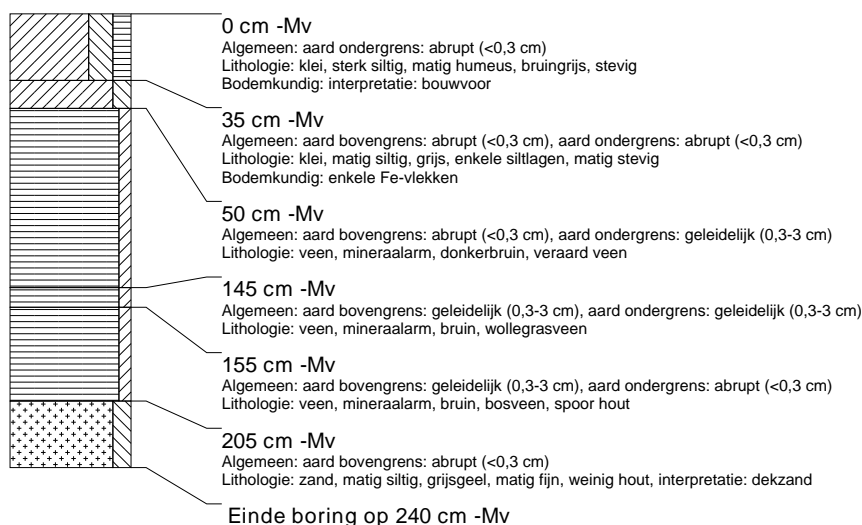 0 cm -Mv
Algemeen: aard ondergrens: abrupt (<0,3 cm)
Lithologie: klei, sterk siltig, matig humeus, bruingrijs, stevig
Bodemkundig: interpretatie: bouwvoor
35 cm -Mv
Algemeen: aard bovengrens: abrupt (<0,3 cm), aard ondergrens: abrupt (<0,3 cm)
Lithologie: klei, matig siltig, grijs, enkele siltlagen, matig stevig
Bodemkundig: enkele Fe-vlekken
50 cm -Mv
Algemeen: aard bovengrens: abrupt (<0,3 cm), aard ondergrens: geleidelijk (0,3-3 cm)
Lithologie: veen, mineraalarm, donkerbruin, veraard veen
145 cm -Mv
Algemeen: aard bovengrens: geleidelijk (0,3-3 cm), aard ondergrens: geleidelijk (0,3-3 cm)
Lithologie: veen, mineraalarm, bruin, wollegrasveen
155 cm -Mv
Algemeen: aard bovengrens: geleidelijk (0,3-3 cm), aard ondergrens: abrupt (<0,3 cm)
Lithologie: veen, mineraalarm, bruin, bosveen, spoor hout
205 cm -Mv
Algemeen: aard bovengrens: abrupt (<0,3 cm)
Lithologie: zand, matig siltig, grijsgeel, matig fijn, weinig hout, interpretatie: dekzand
Einde boring op 240 cm -Mv